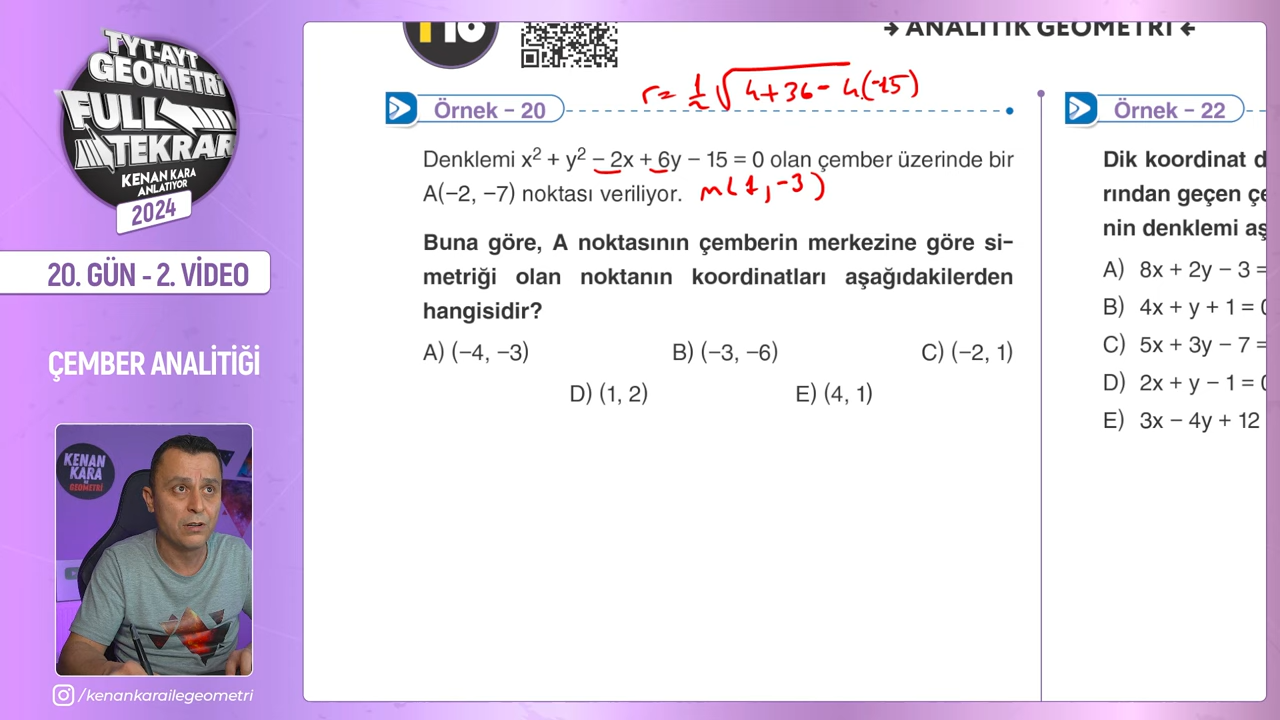 TYT-AYT
GEOMETRİ
FULL
TEKRAR
KENAN KARA
ANLATIYOR
2024
20. GÜN - 2. VİDEO
ÇEMBER ANALİTİĞİ
KENAN
KARA
GEOMETRİ
/kenankarailegeometri
→ ANALİTİK GEOMETRİ ←
r = 1/2 √4+36-4.(-15)
Örnek – 20
Denklemi x² + y² – 2x + 6y – 15 = 0 olan çember üzerinde bir
A(–2, –7) noktası veriliyor. M(1, -3)
Buna göre, A noktasının çemberin merkezine göre si–
metriği olan noktanın koordinatları aşağıdakilerden
hangisidir?
A) (–4, –3) B) (–3, –6) C) (–2, 1)
D) (1, 2) E) (4, 1)
Örnek – 22
Dik koordinat d
rından geçen çe
nin denklemi aş
A) 8x + 2y – 3 =
B) 4x + y + 1 = 0
C) 5x + 3y – 7 =
D) 2x + y – 1 = 0
E) 3x – 4y + 12